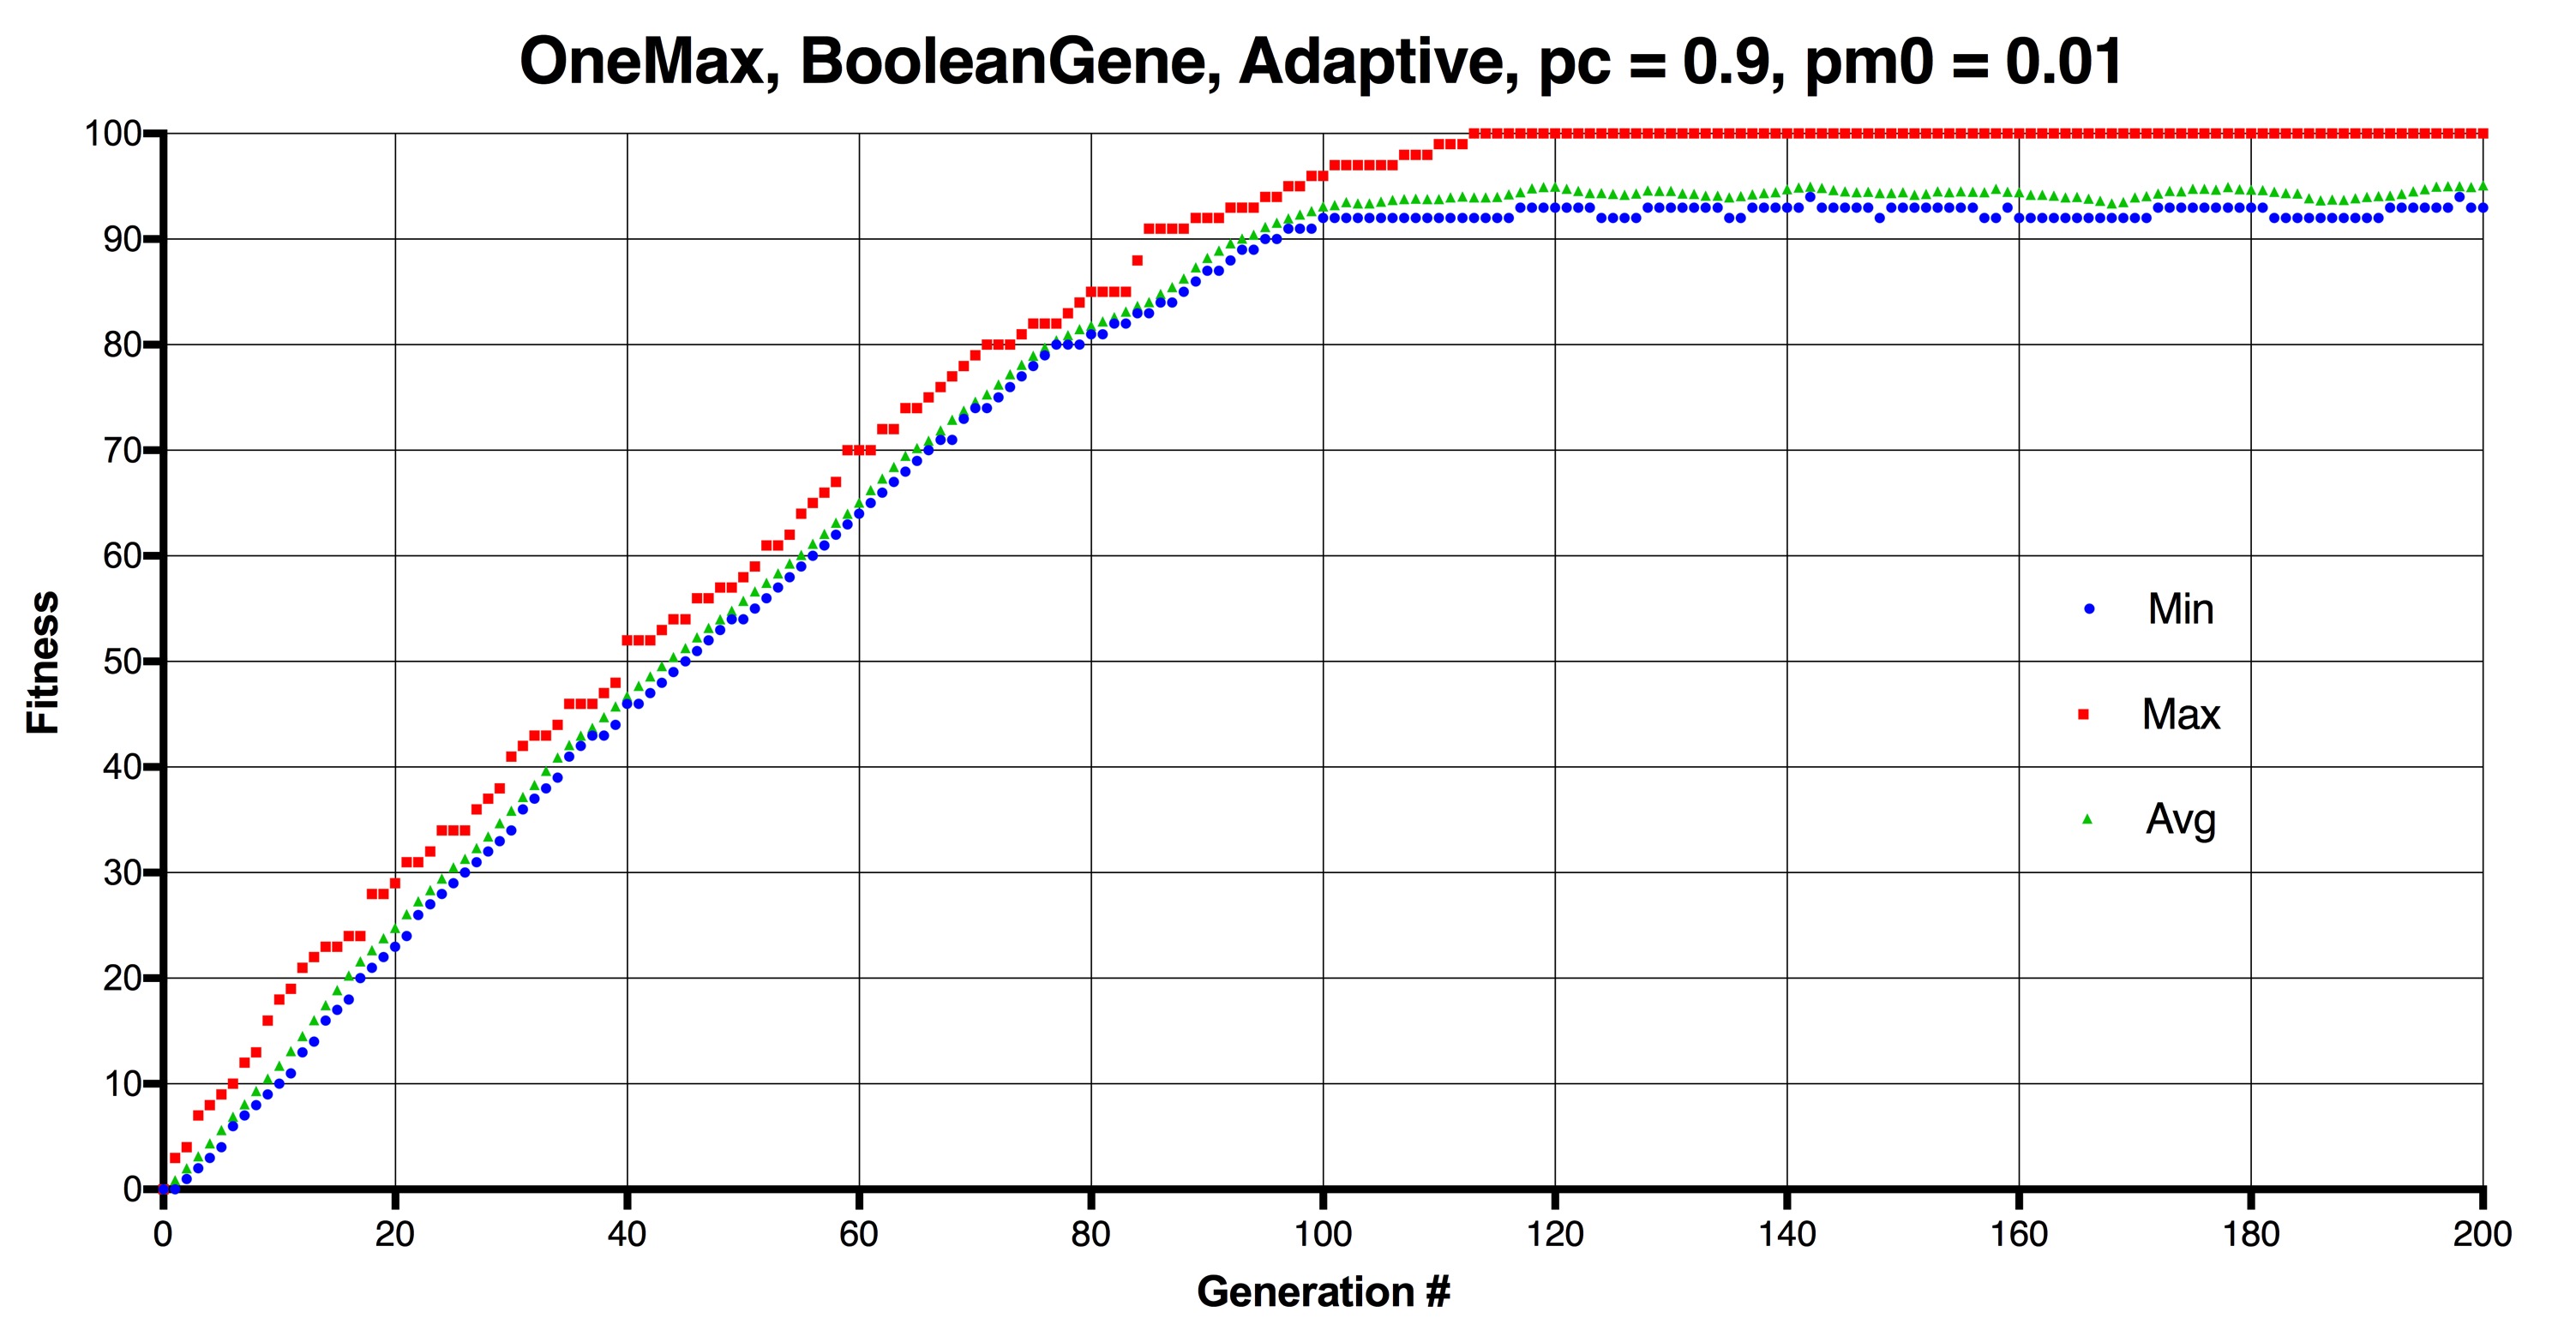 OneMax, BooleanGene, Adaptive, pc = 0.9, pm0 = 0.01
100
90
80
70
60
50
40
30
20
10
0
Fitness
Min
Max
Avg
0 20 40 60 80 100 120 140 160 180 200
Generation #